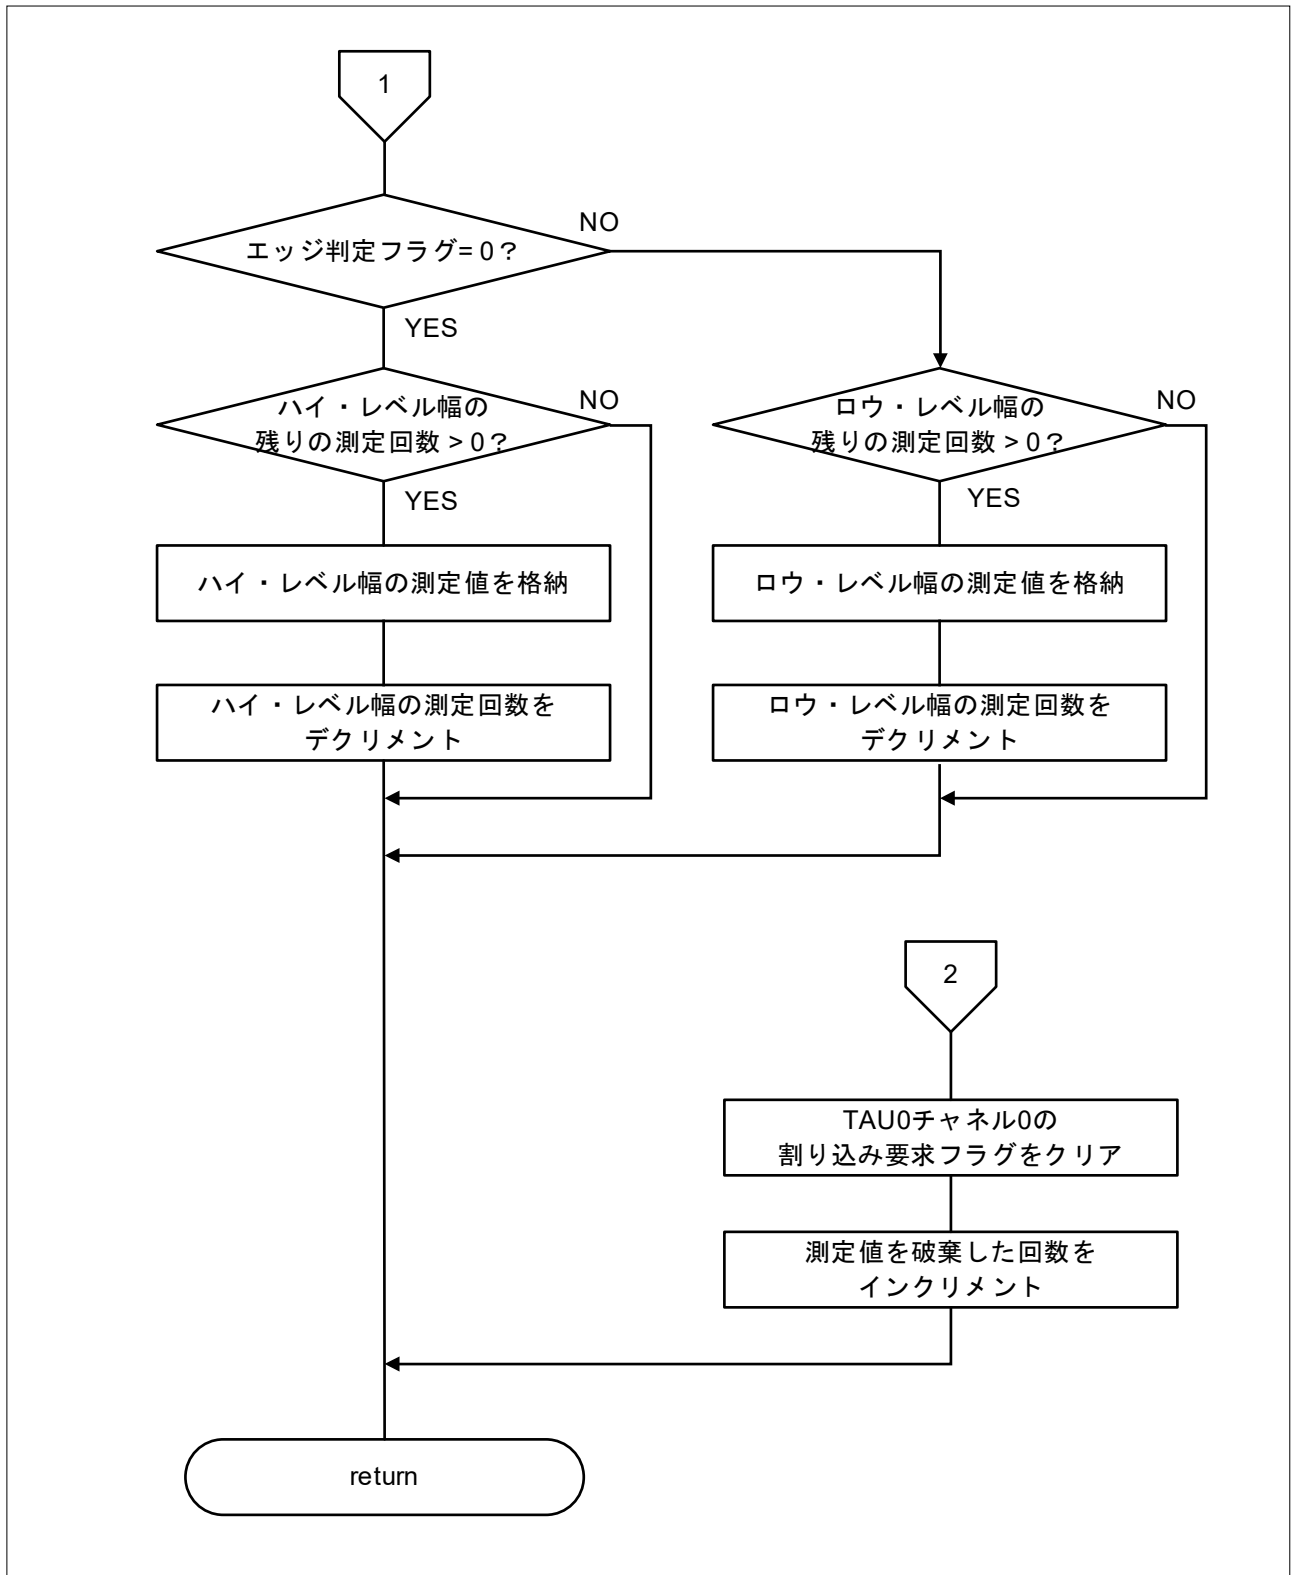 1
エッジ判定フラグ= 0?
NO
YES
ハイ・レベル幅の
残りの測定回数 > 0?
NO
YES
ハイ・レベル幅の測定値を格納
ハイ・レベル幅の測定回数を
デクリメント
ロウ・レベル幅の
残りの測定回数 > 0?
NO
YES
ロウ・レベル幅の測定値を格納
ロウ・レベル幅の測定回数を
デクリメント
2
TAU0チャネル0の
割り込み要求フラグをクリア
測定値を破棄した回数を
インクリメント
return